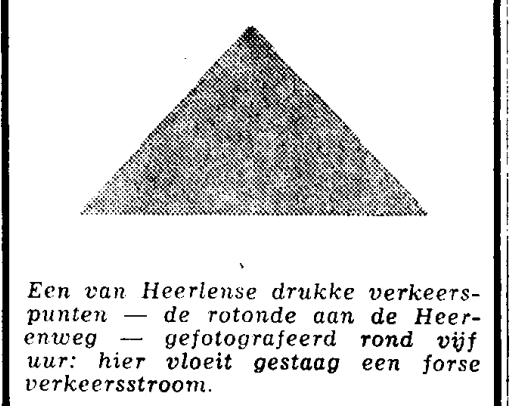 Een van Heerlense drukke verkeers-
punten — de rotonde aan de Heer-
enweg — gefotografeerd rond vijf
uur: hier vloeit gestaag een forse
verkeersstroom.